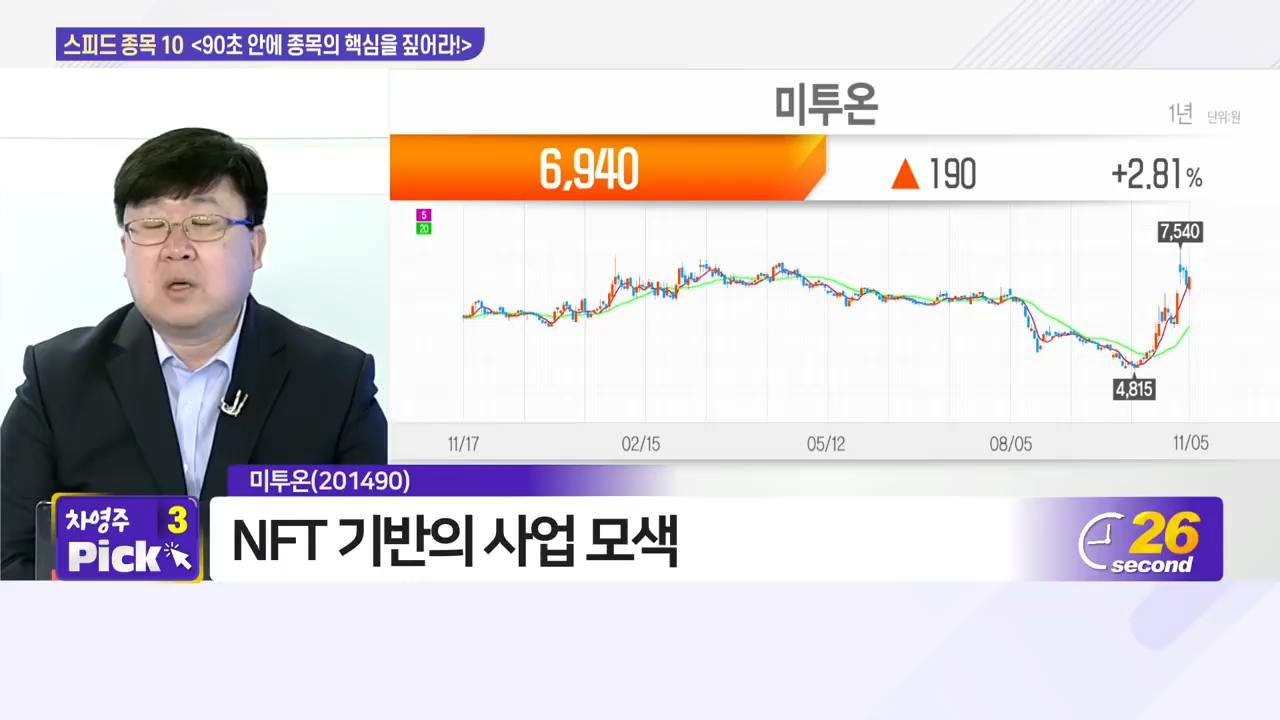 스피드 종목 10 <90초 안에 종목의 핵심을 짚어라!>
미투온
1년 단위:원
6,940
▲ 190
+2.81%
5
20
7,540
4,815
11/17 02/15 05/12 08/05 11/05
미투온(201490)
차영주 3
Pick
NFT 기반의 사업 모색
26
second